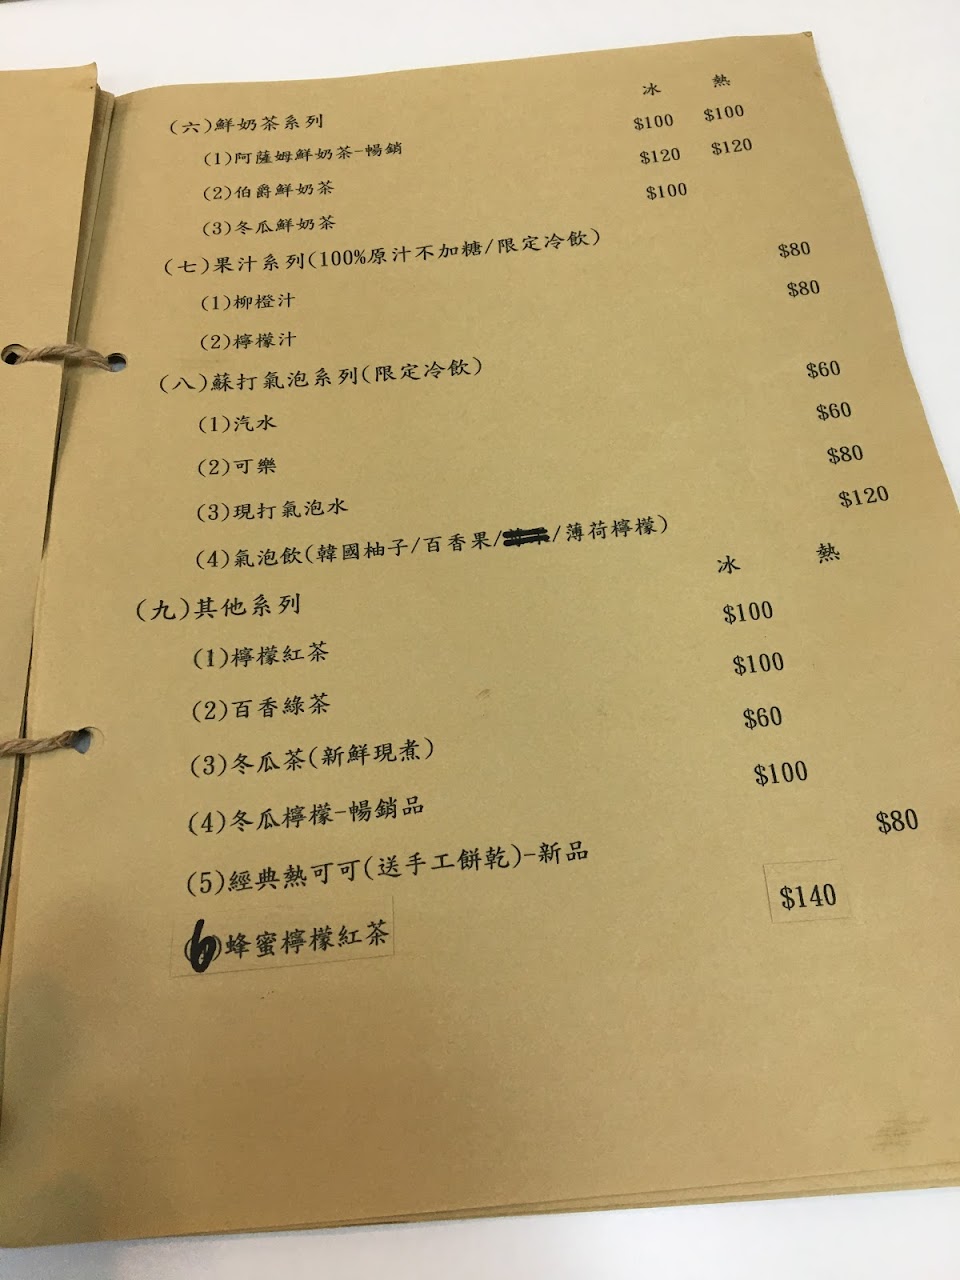 冰 熱
(六)鮮奶茶系列
(1)阿薩姆鮮奶茶-暢銷 $100 $100
(2)伯爵鮮奶茶 $120 $120
(3)冬瓜鮮奶茶 $100
(七)果汁系列(100%原汁不加糖/限定冷飲)
(1)柳橙汁 $80
(2)檸檬汁 $80
(八)蘇打氣泡系列(限定冷飲)
(1)汽水 $60
(2)可樂 $60
(3)現打氣泡水 $80
(4)氣泡飲(韓國柚子/百香果/ /薄荷檸檬) $120
(九)其他系列 冰 熱
(1)檸檬紅茶 $100
(2)百香綠茶 $100
(3)冬瓜茶(新鮮現煮) $60
(4)冬瓜檸檬-暢銷品 $100
(5)經典熱可可(送手工餅乾)-新品 $80
(6)蜂蜜檸檬紅茶 $140